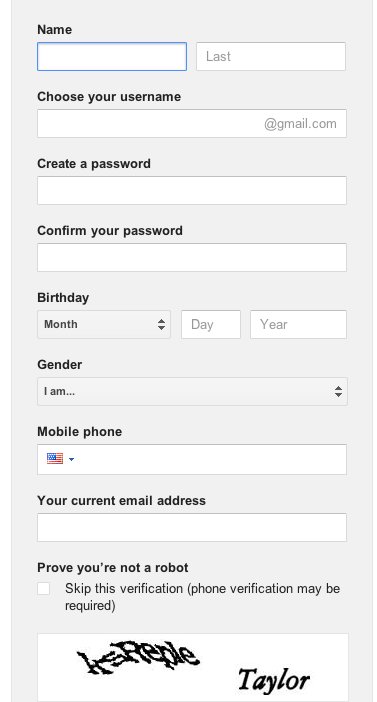 Name
Last
Choose your username
@gmail.com
Create a password
Confirm your password
Birthday
Month Day Year
Gender
I am...
Mobile phone
Your current email address
Prove you're not a robot
Skip this verification (phone verification may be
required)
Taylor